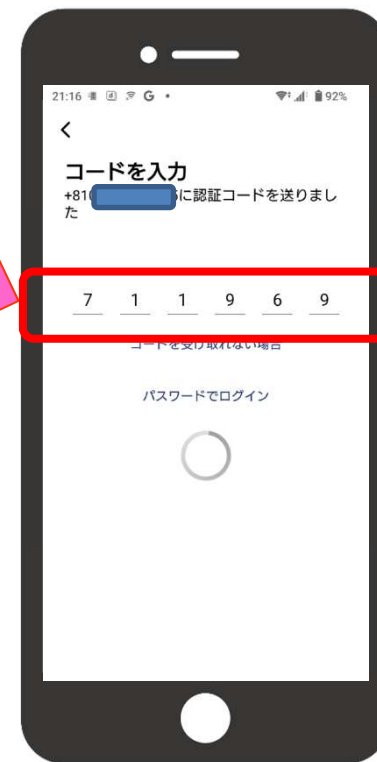 21:16 G •
92%
コードを入力
+810 に認証コードを送りまし
た
7 1 1 9 6 9
コードを受け取れない場合
パスワードでログイン